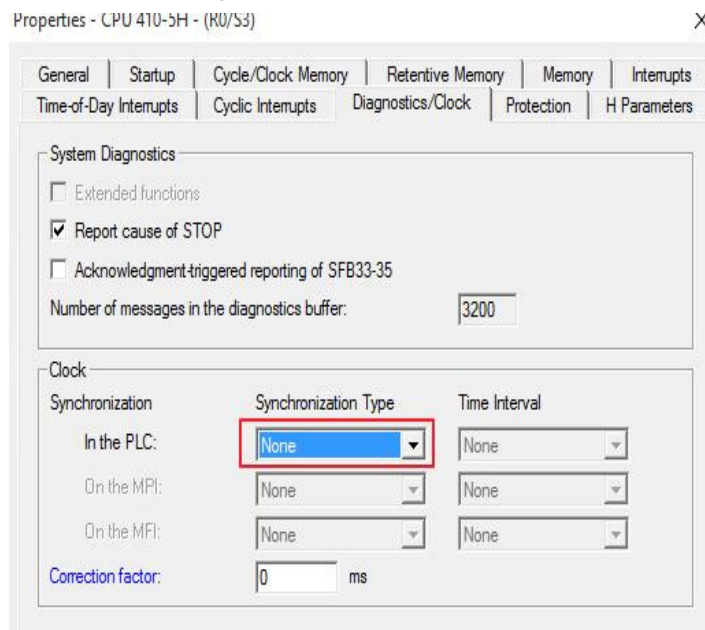 Properties - CPU 410-5H - (R0/S3) X
General Startup Cycle/Clock Memory Retentive Memory Memory Interrupts
Time-of-Day Interrupts Cyclic Interrupts Diagnostics/Clock Protection H Parameters
System Diagnostics
Extended functions
Report cause of STOP
Acknowledgment-triggered reporting of SFB33-35
Number of messages in the diagnostics buffer: 3200
Clock
Synchronization Synchronization Type Time Interval
In the PLC: None None
On the MPI: None None
On the MFI: None None
Correction factor: 0 ms